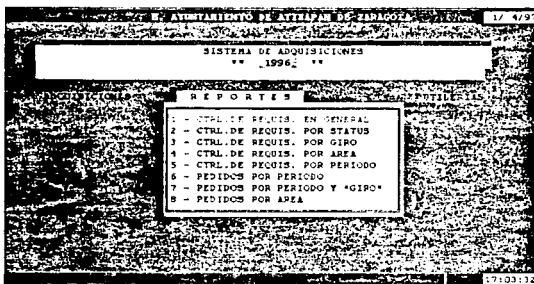 H. AYUNTAMIENTO DE ATIZAPAN DE ZARAGOZA 1/ 4/97
SISTEMA DE ADQUISICIONES
** 1996 **
REPORTES
1 - CTRL.DE REQUIS. EN GENERAL
2 - CTRL.DE REQUIS. POR STATUS
3 - CTRL.DE REQUIS. POR GIRO
4 - CTRL.DE REQUIS. POR AREA
5 - CTRL.DE REQUIS. POR PERIODO
6 - PEDIDOS POR PERIODO
7 - PEDIDOS POR PERIODO Y "GIRO"
8 - PEDIDOS POR AREA
17:03:32